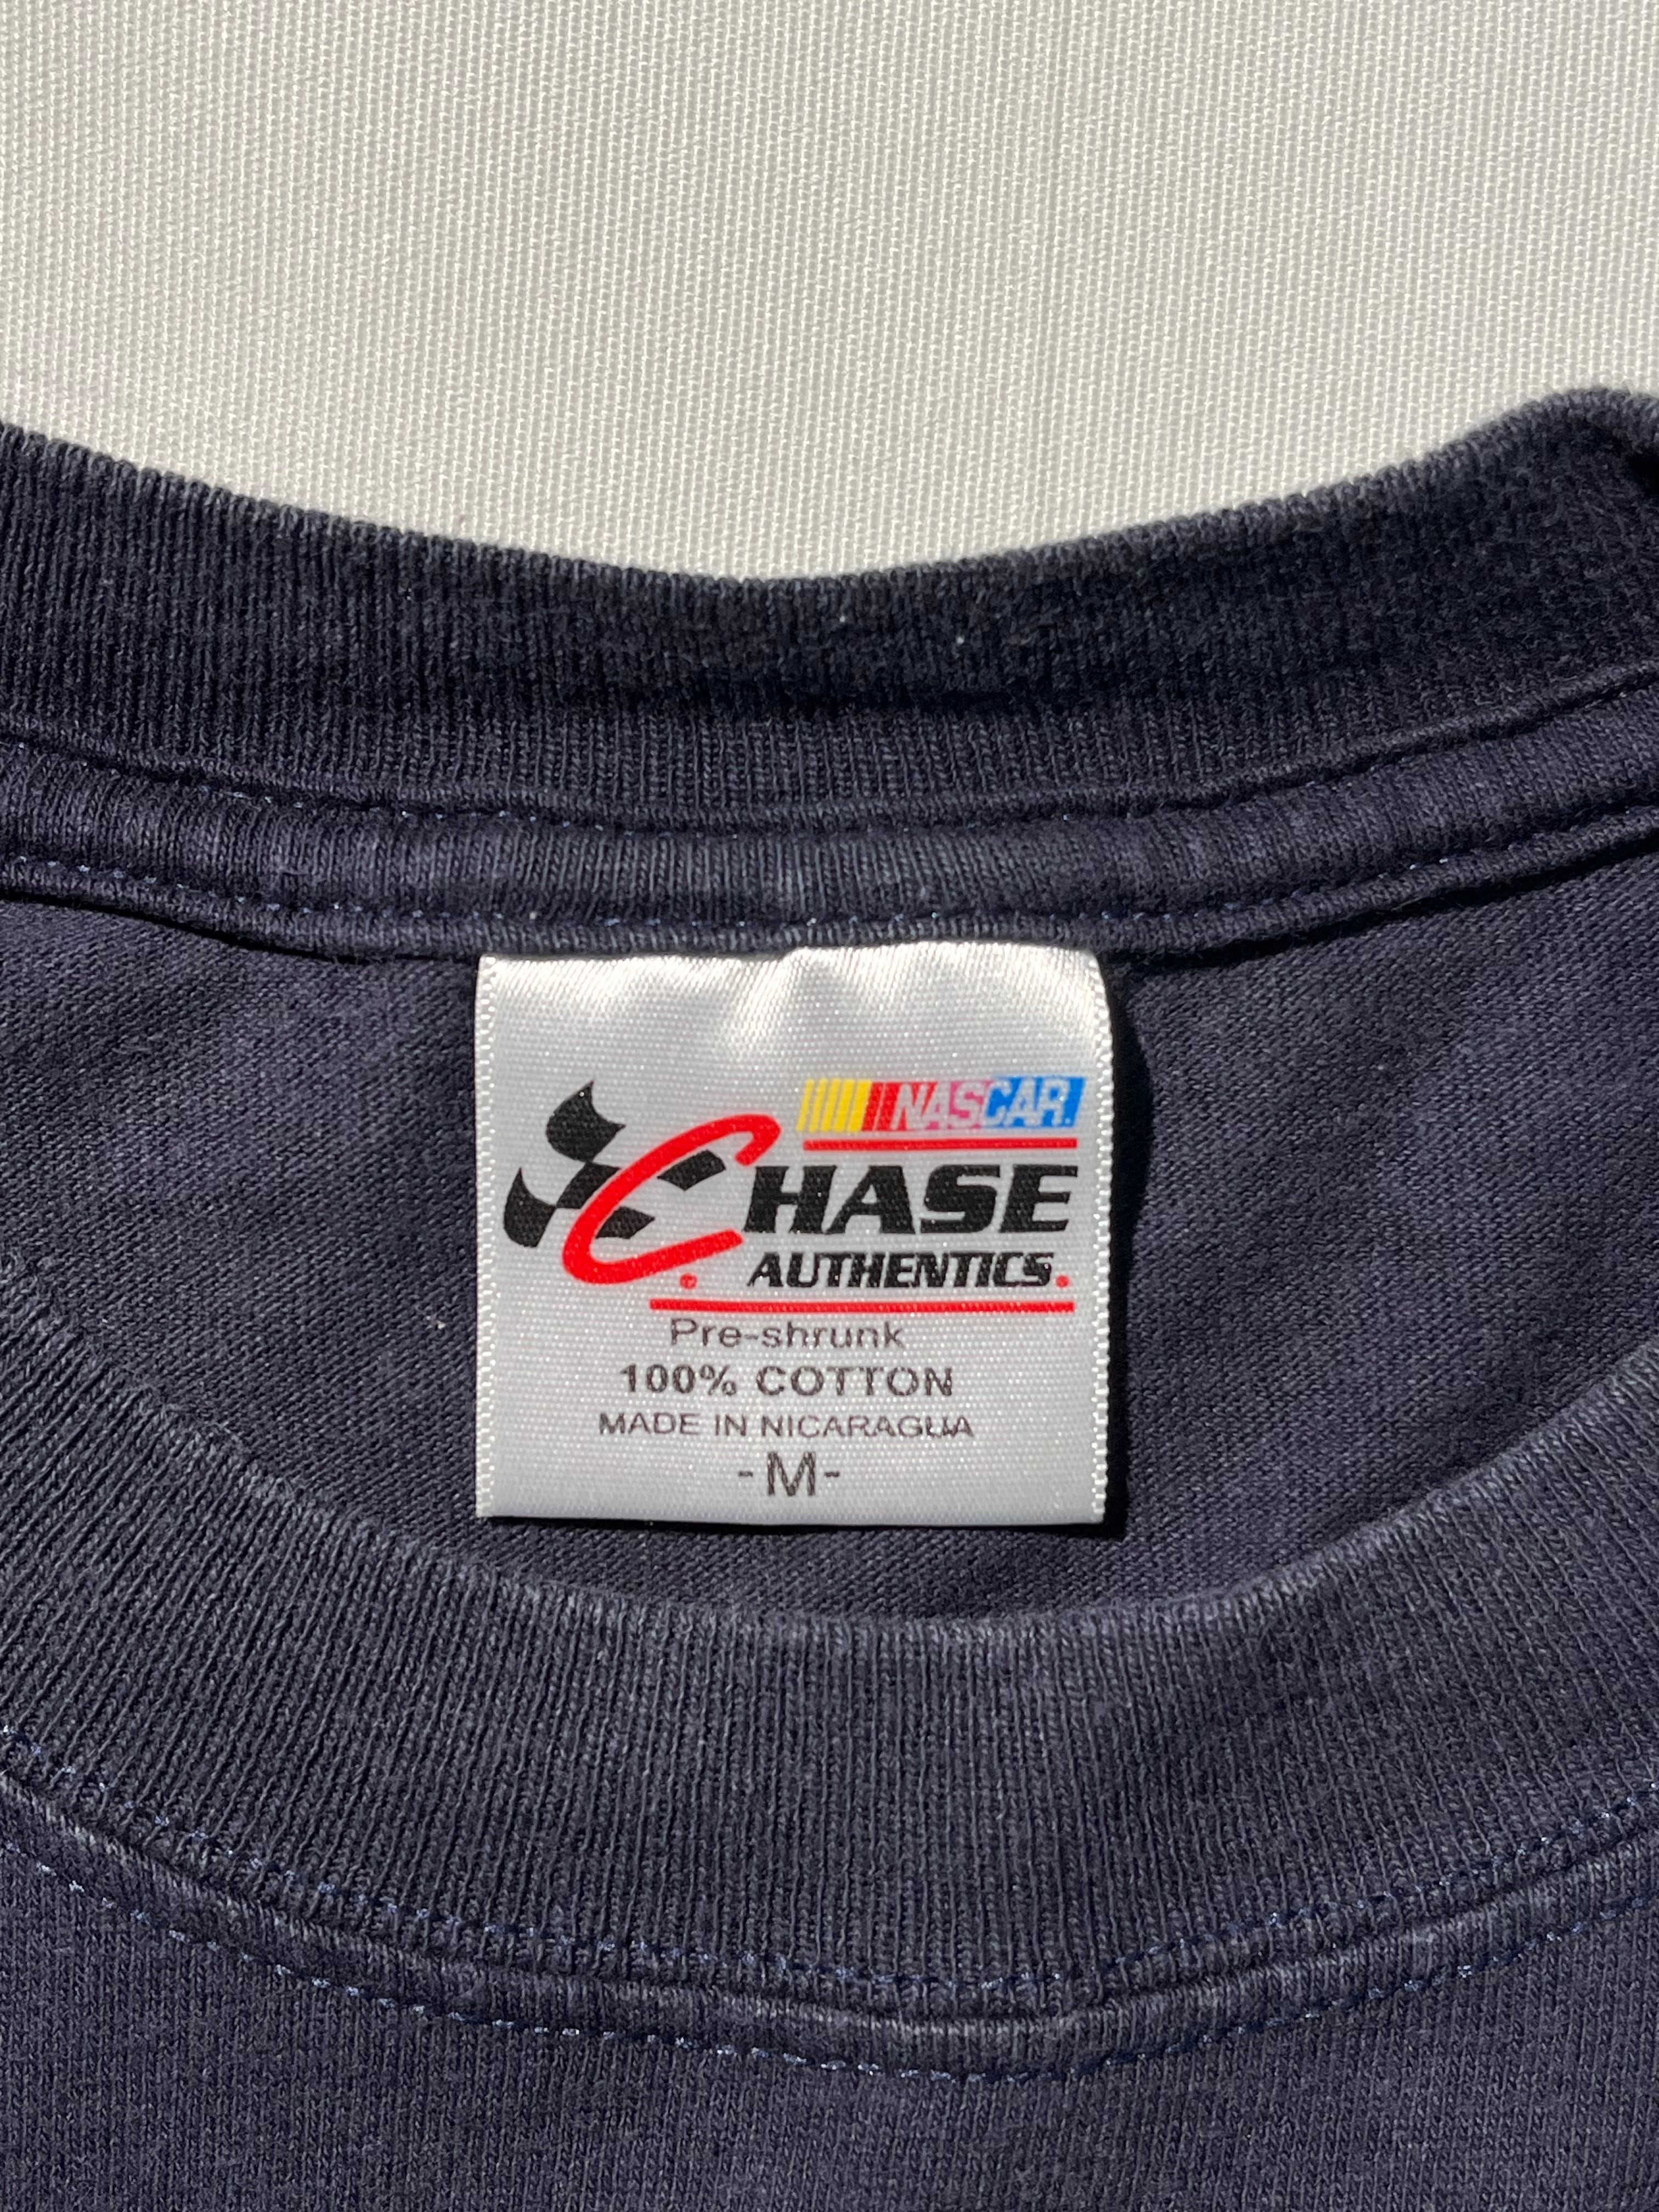 NASCAR.
CHASE
AUTHENTICS.
Pre-shrunk
100% COTTON
MADE IN NICARAGUA
-M-